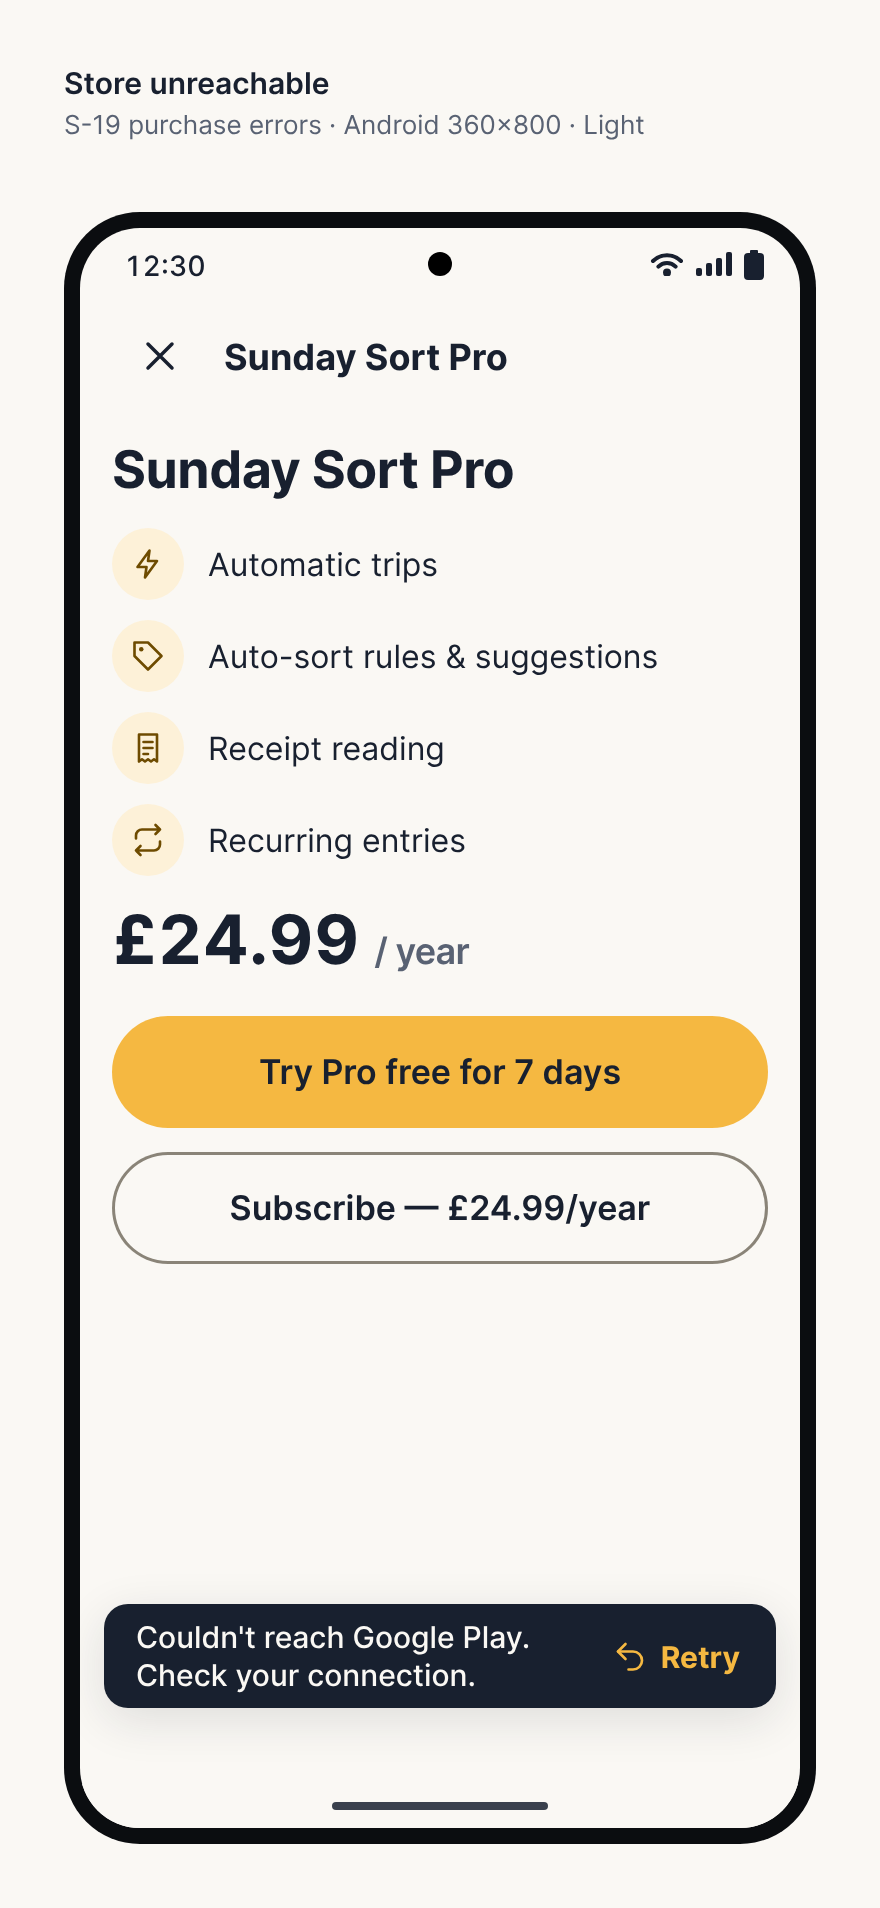 Store unreachable
S-19 purchase errors · Android 360×800 · Light
12:30
Sunday Sort Pro
Sunday Sort Pro
Automatic trips
Auto-sort rules & suggestions
Receipt reading
Recurring entries
£24.99 / year
Try Pro free for 7 days
Subscribe — £24.99/year
Couldn't reach Google Play.
Check your connection.
Retry